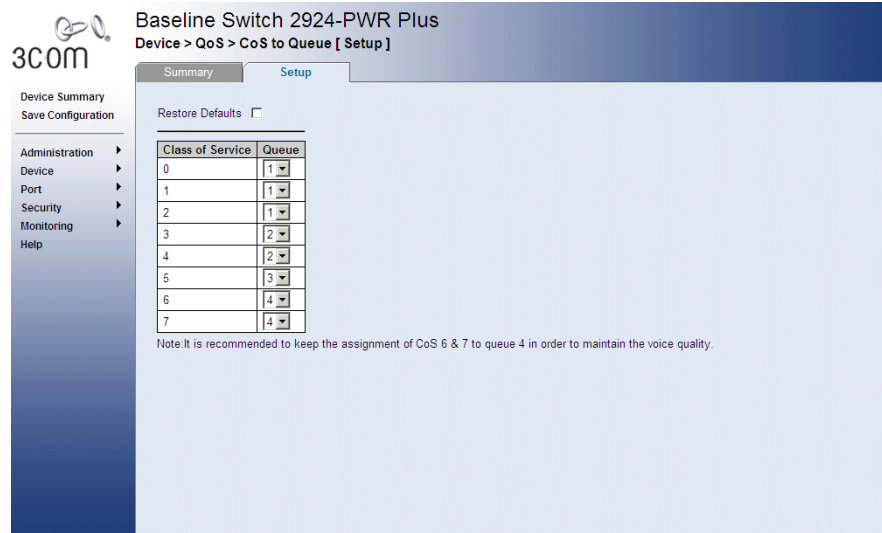 Baseline Switch 2924-PWR Plus
Device > QoS > CoS to Queue [ Setup ]
3COM
Summary
Setup
Device Summary
Save Configuration
Administration
Device
Port
Security
Monitoring
Help
Restore Defaults
Class of Service Queue
0 1
1 1
2 1
3 2
4 2
5 3
6 4
7 4
Note:It is recommended to keep the assignment of CoS 6 & 7 to queue 4 in order to maintain the voice quality.